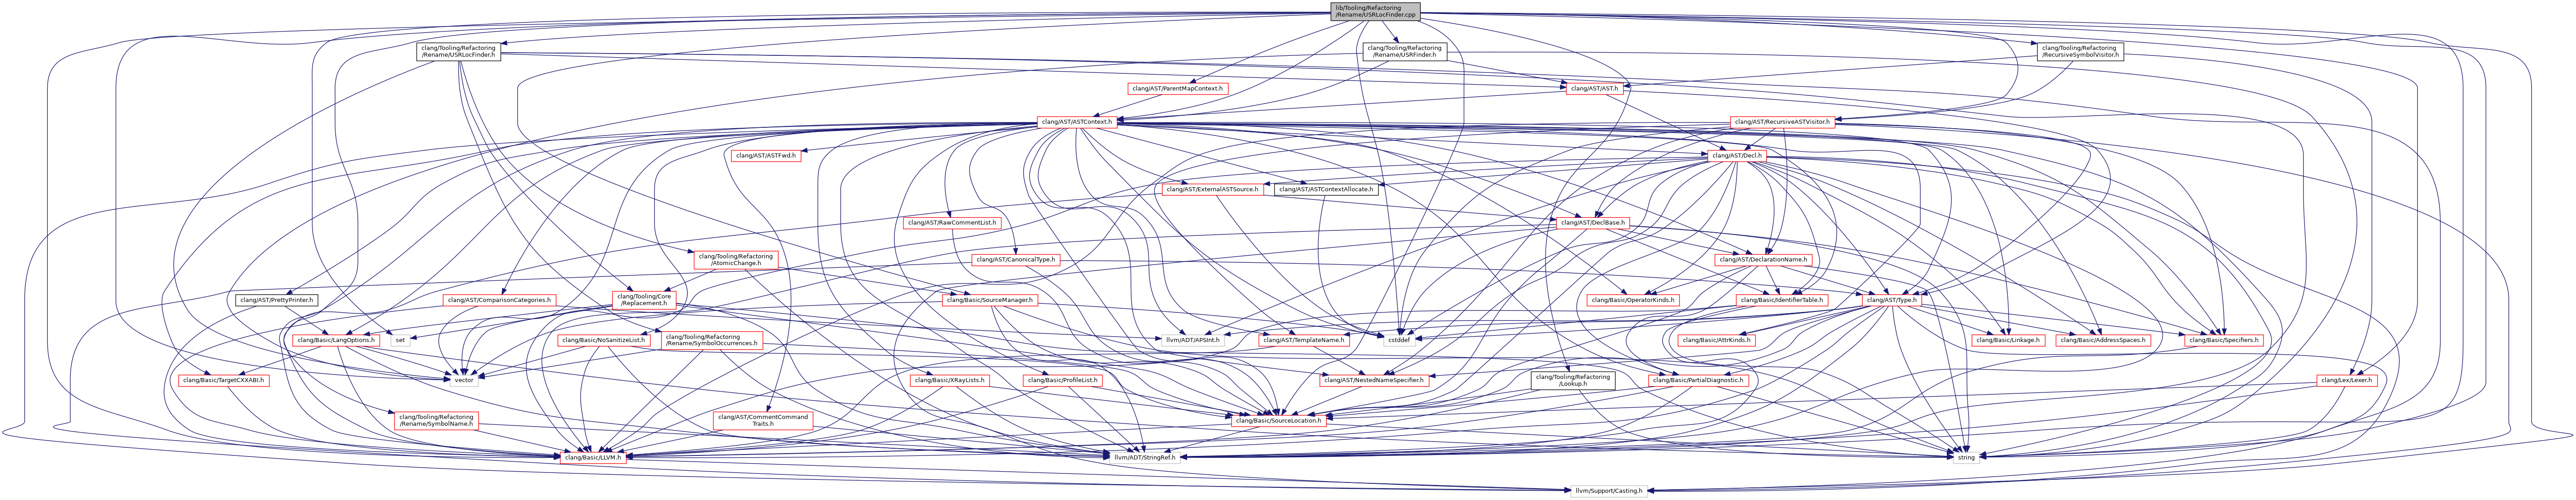 lib/Tooling/Refactoring
/Rename/USRLocFinder.cpp
clang/Tooling/Refactoring
/Rename/USRLocFinder.h
clang/Tooling/Refactoring
/Rename/USRFinder.h
clang/Tooling/Refactoring
/RecursiveSymbolVisitor.h
clang/AST/ParentMapContext.h
clang/AST/AST.h
clang/AST/ASTContext.h
clang/AST/RecursiveASTVisitor.h
clang/AST/ASTFwd.h
clang/AST/Decl.h
clang/AST/ExternalASTSource.h
clang/AST/ASTContextAllocate.h
clang/AST/RawCommentList.h
clang/AST/DeclBase.h
clang/Tooling/Refactoring
/AtomicChange.h
clang/AST/CanonicalType.h
clang/AST/DeclarationName.h
clang/AST/PrettyPrinter.h
clang/AST/ComparisonCategories.h
clang/Tooling/Core
/Replacement.h
clang/Basic/SourceManager.h
clang/Basic/OperatorKinds.h
clang/Basic/IdentifierTable.h
clang/AST/Type.h
clang/Basic/LangOptions.h
set
clang/Basic/NoSanitizeList.h
clang/Tooling/Refactoring
/Rename/SymbolOccurrences.h
llvm/ADT/APSInt.h
clang/AST/TemplateName.h
cstddef
clang/Basic/AttrKinds.h
clang/Basic/Linkage.h
clang/Basic/AddressSpaces.h
clang/Basic/Specifiers.h
clang/Basic/TargetCXXABI.h
vector
clang/Basic/XRayLists.h
clang/Basic/ProfileList.h
clang/AST/NestedNameSpecifier.h
clang/Tooling/Refactoring
/Lookup.h
clang/Basic/PartialDiagnostic.h
clang/Lex/Lexer.h
clang/Tooling/Refactoring
/Rename/SymbolName.h
clang/AST/CommentCommand
Traits.h
clang/Basic/SourceLocation.h
clang/Basic/LLVM.h
llvm/ADT/StringRef.h
string
llvm/Support/Casting.h